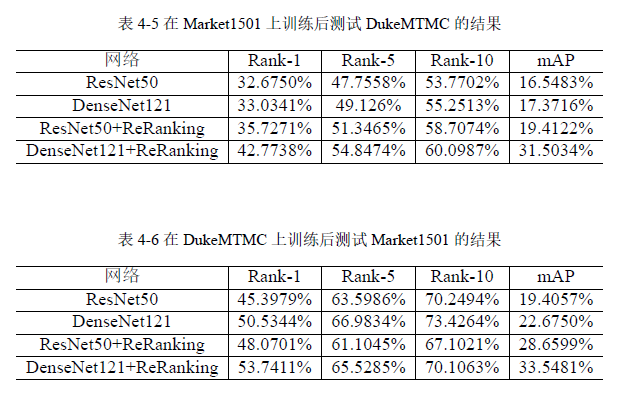 表 4-5 在 Market1501 上训练后测试 DukeMTMC 的结果
网络 Rank-1 Rank-5 Rank-10 mAP
ResNet50 32.6750% 47.7558% 53.7702% 16.5483%
DenseNet121 33.0341% 49.126% 55.2513% 17.3716%
ResNet50+ReRanking 35.7271% 51.3465% 58.7074% 19.4122%
DenseNet121+ReRanking 42.7738% 54.8474% 60.0987% 31.5034%
表 4-6 在 DukeMTMC 上训练后测试 Market1501 的结果
网络 Rank-1 Rank-5 Rank-10 mAP
ResNet50 45.3979% 63.5986% 70.2494% 19.4057%
DenseNet121 50.5344% 66.9834% 73.4264% 22.6750%
ResNet50+ReRanking 48.0701% 61.1045% 67.1021% 28.6599%
DenseNet121+ReRanking 53.7411% 65.5285% 70.1063% 33.5481%